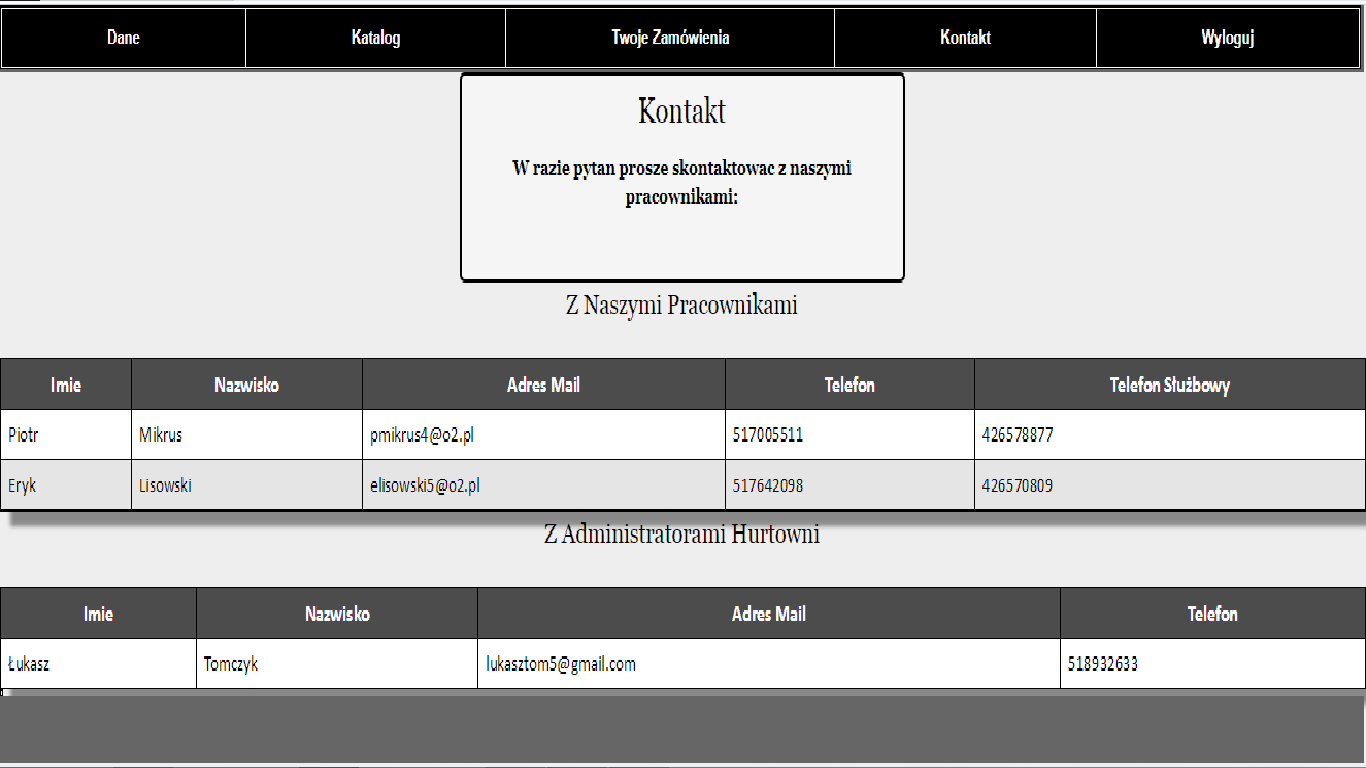 Dane Katalog Twoje Zamówienia Kontakt Wyloguj
Kontakt
W razie pytan prosze skontaktowac z naszymi
pracownikami:
Z Naszymi Pracownikami
Imie Nazwisko Adres Mail Telefon Telefon Służbowy
Piotr Mikrus pmikrus4@o2.pl 517005511 426578877
Eryk Lisowski elisowski5@o2.pl 517642098 426570809
Z Administratorami Hurtowni
Imie Nazwisko Adres Mail Telefon
Łukasz Tomczyk lukasztom5@gmail.com 518932633